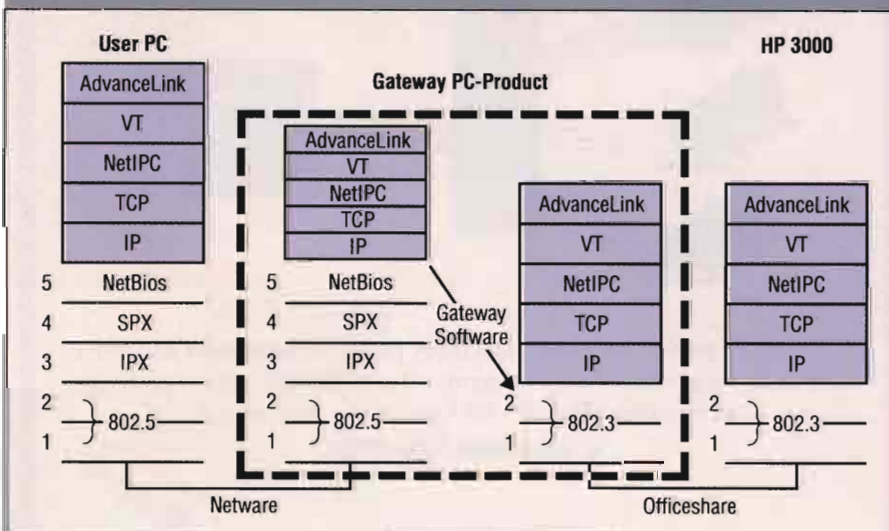 User PC
AdvanceLink
VT
NetIPC
TCP
IP
5 NetBios
4 SPX
3 IPX
2
1
802.5
Gateway PC-Product
AdvanceLink
VT
NetIPC
TCP
IP
5 NetBios
4 SPX
3 IPX
2
1
802.5
Gateway
Software
AdvanceLink
VT
NetIPC
TCP
IP
2
1
802.3
HP 3000
AdvanceLink
VT
NetIPC
TCP
IP
2
1
802.3
Netware
Officeshare